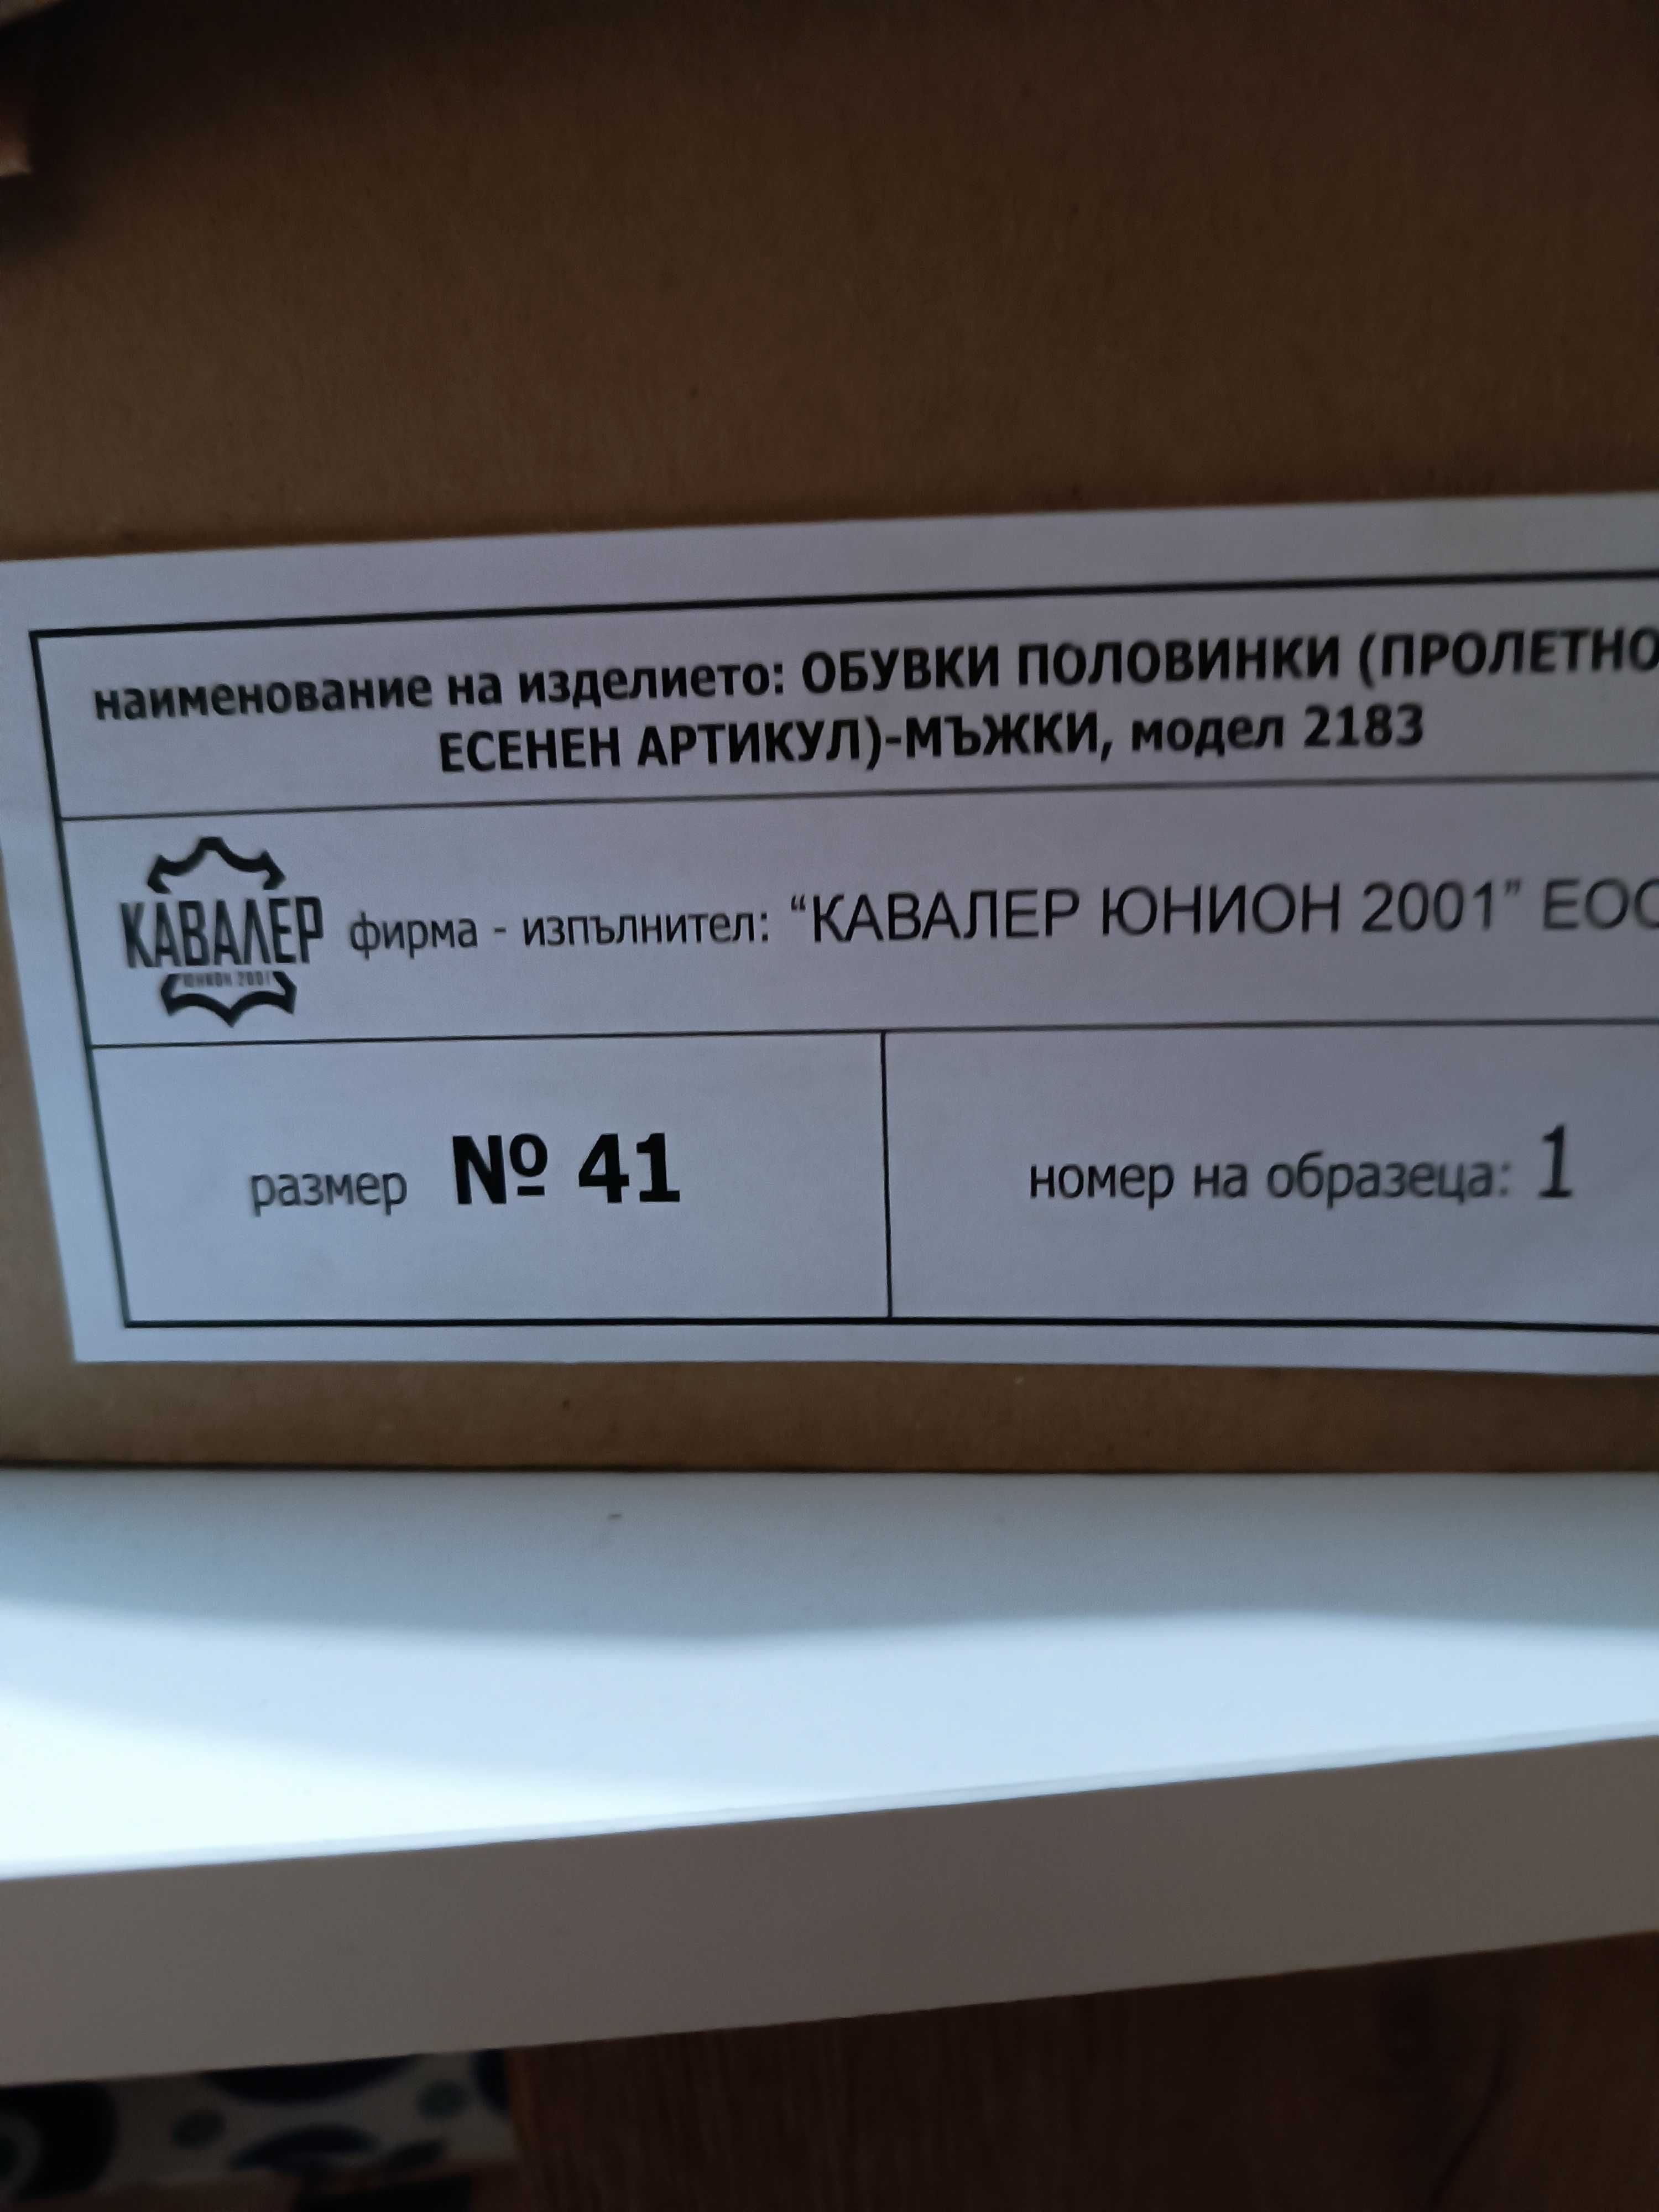 наименование на изделието: ОБУВКИ ПОЛОВИНКИ (ПРОЛЕТНО
ЕСЕНЕН АРТИКУЛ)-МЪЖКИ, модел 2183
КАВАЛЕР
ЮНИОН 2001
фирма - изпълнител: “КАВАЛЕР ЮНИОН 2001” ЕОО
размер № 41
номер на образеца: 1